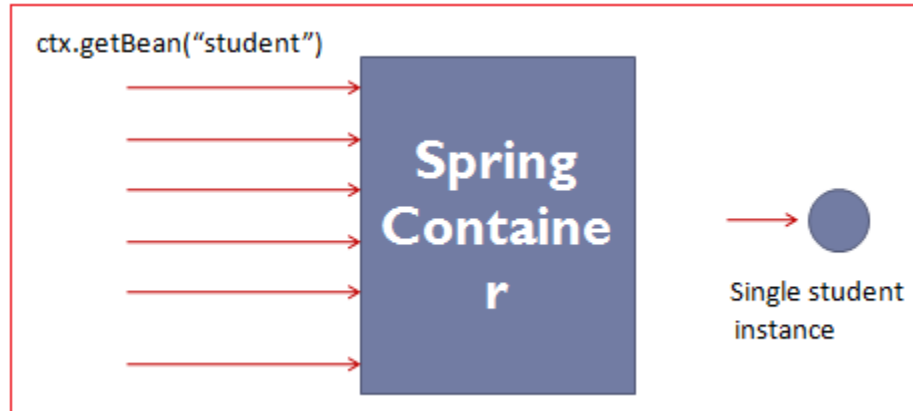 ctx.getBean(“student”)
Spring
Containe
r
Single student
instance